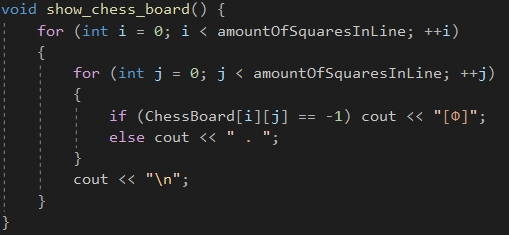 void show_chess_board() {
    for (int i = 0; i < amountOfSquaresInLine; ++i)
    {
        for (int j = 0; j < amountOfSquaresInLine; ++j)
        {
            if (ChessBoard[i][j] == -1) cout << "[Ф]";
            else cout << " . ";
        }
        cout << "\n";
    }
}